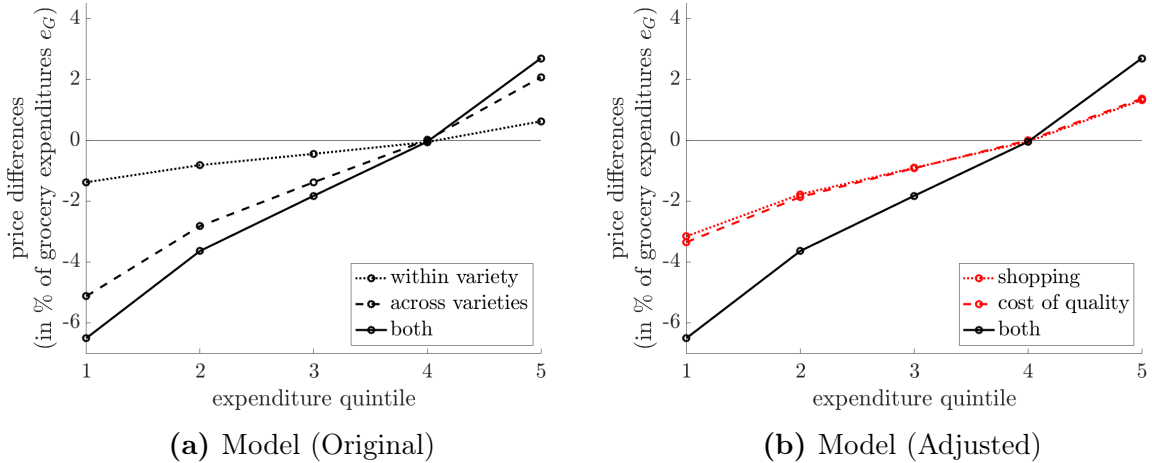 price differences
(in % of grocery expenditures e_G)
4
2
0
-2
-4
-6
within variety
across varieties
both
1 2 3 4 5
expenditure quintile
(a) Model (Original)
price differences
(in % of grocery expenditures e_G)
4
2
0
-2
-4
-6
shopping
cost of quality
both
1 2 3 4 5
expenditure quintile
(b) Model (Adjusted)